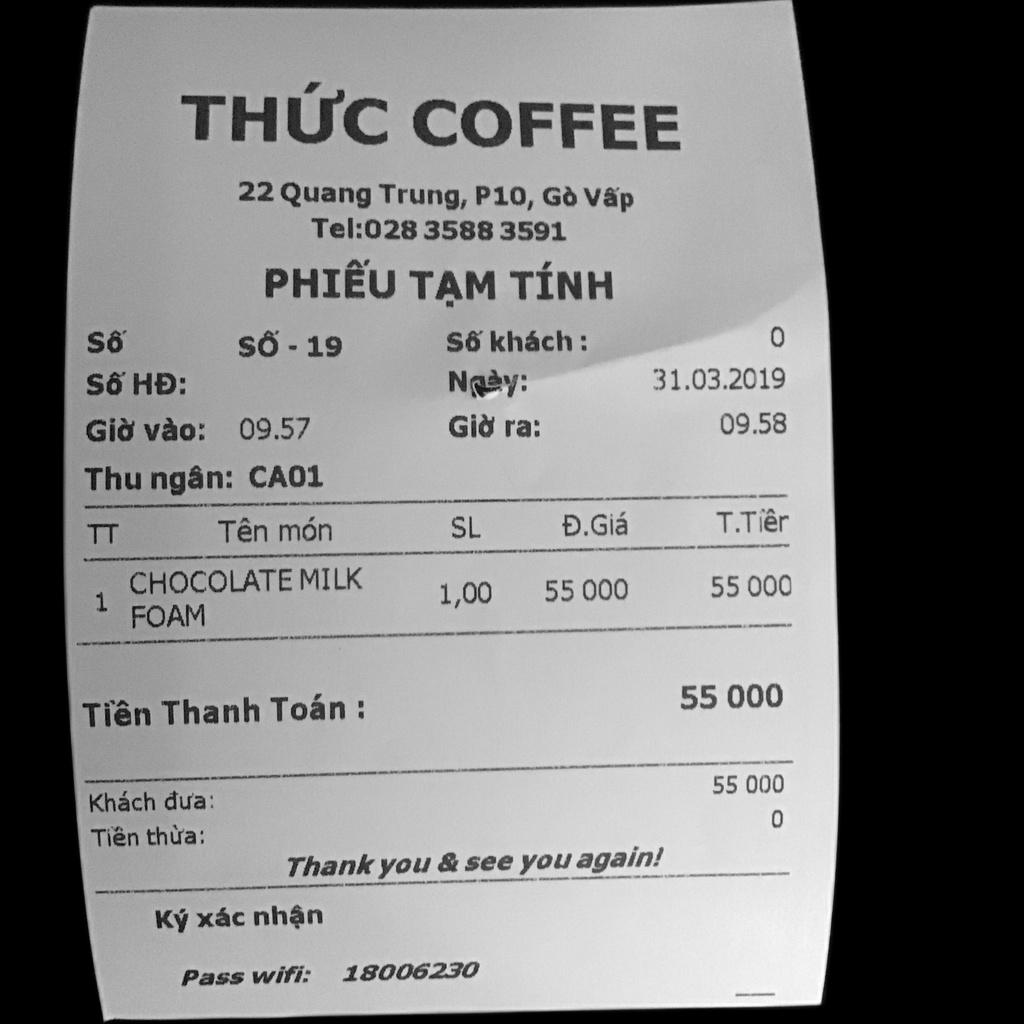 THỨC COFFEE
22 Quang Trung, P10, Gò Vấp
Tel:028 3588 3591
PHIẾU TẠM TÍNH
Số SỐ - 19 Số khách : 0
Số HĐ: Ngày: 31.03.2019
Giờ vào: 09.57 Giờ ra: 09.58
Thu ngân: CA01
TT Tên món SL Đ.Giá T.Tiền
1 CHOCOLATE MILK FOAM 1,00 55 000 55 000
Tiền Thanh Toán : 55 000
Khách đưa: 55 000
Tiền thừa: 0
Thank you & see you again!
Ký xác nhận
Pass wifi: 18006230